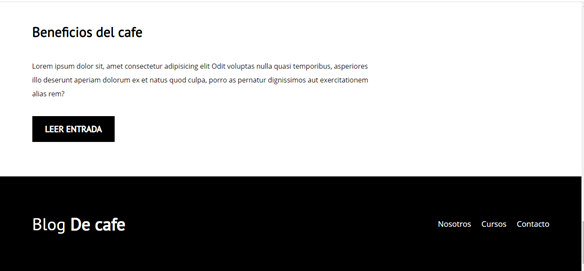 Beneficios del cafe
Lorem ipsum dolor sit, amet consectetur adipisicing elit Odit voluptas nulla quasi temporibus, asperiores
illo deserunt aperiam dolorum ex et natus quod culpa, porro as pernatur dignissimos aut exercitationem
alias rem?
LEER ENTRADA
Blog De cafe
Nosotros Cursos Contacto